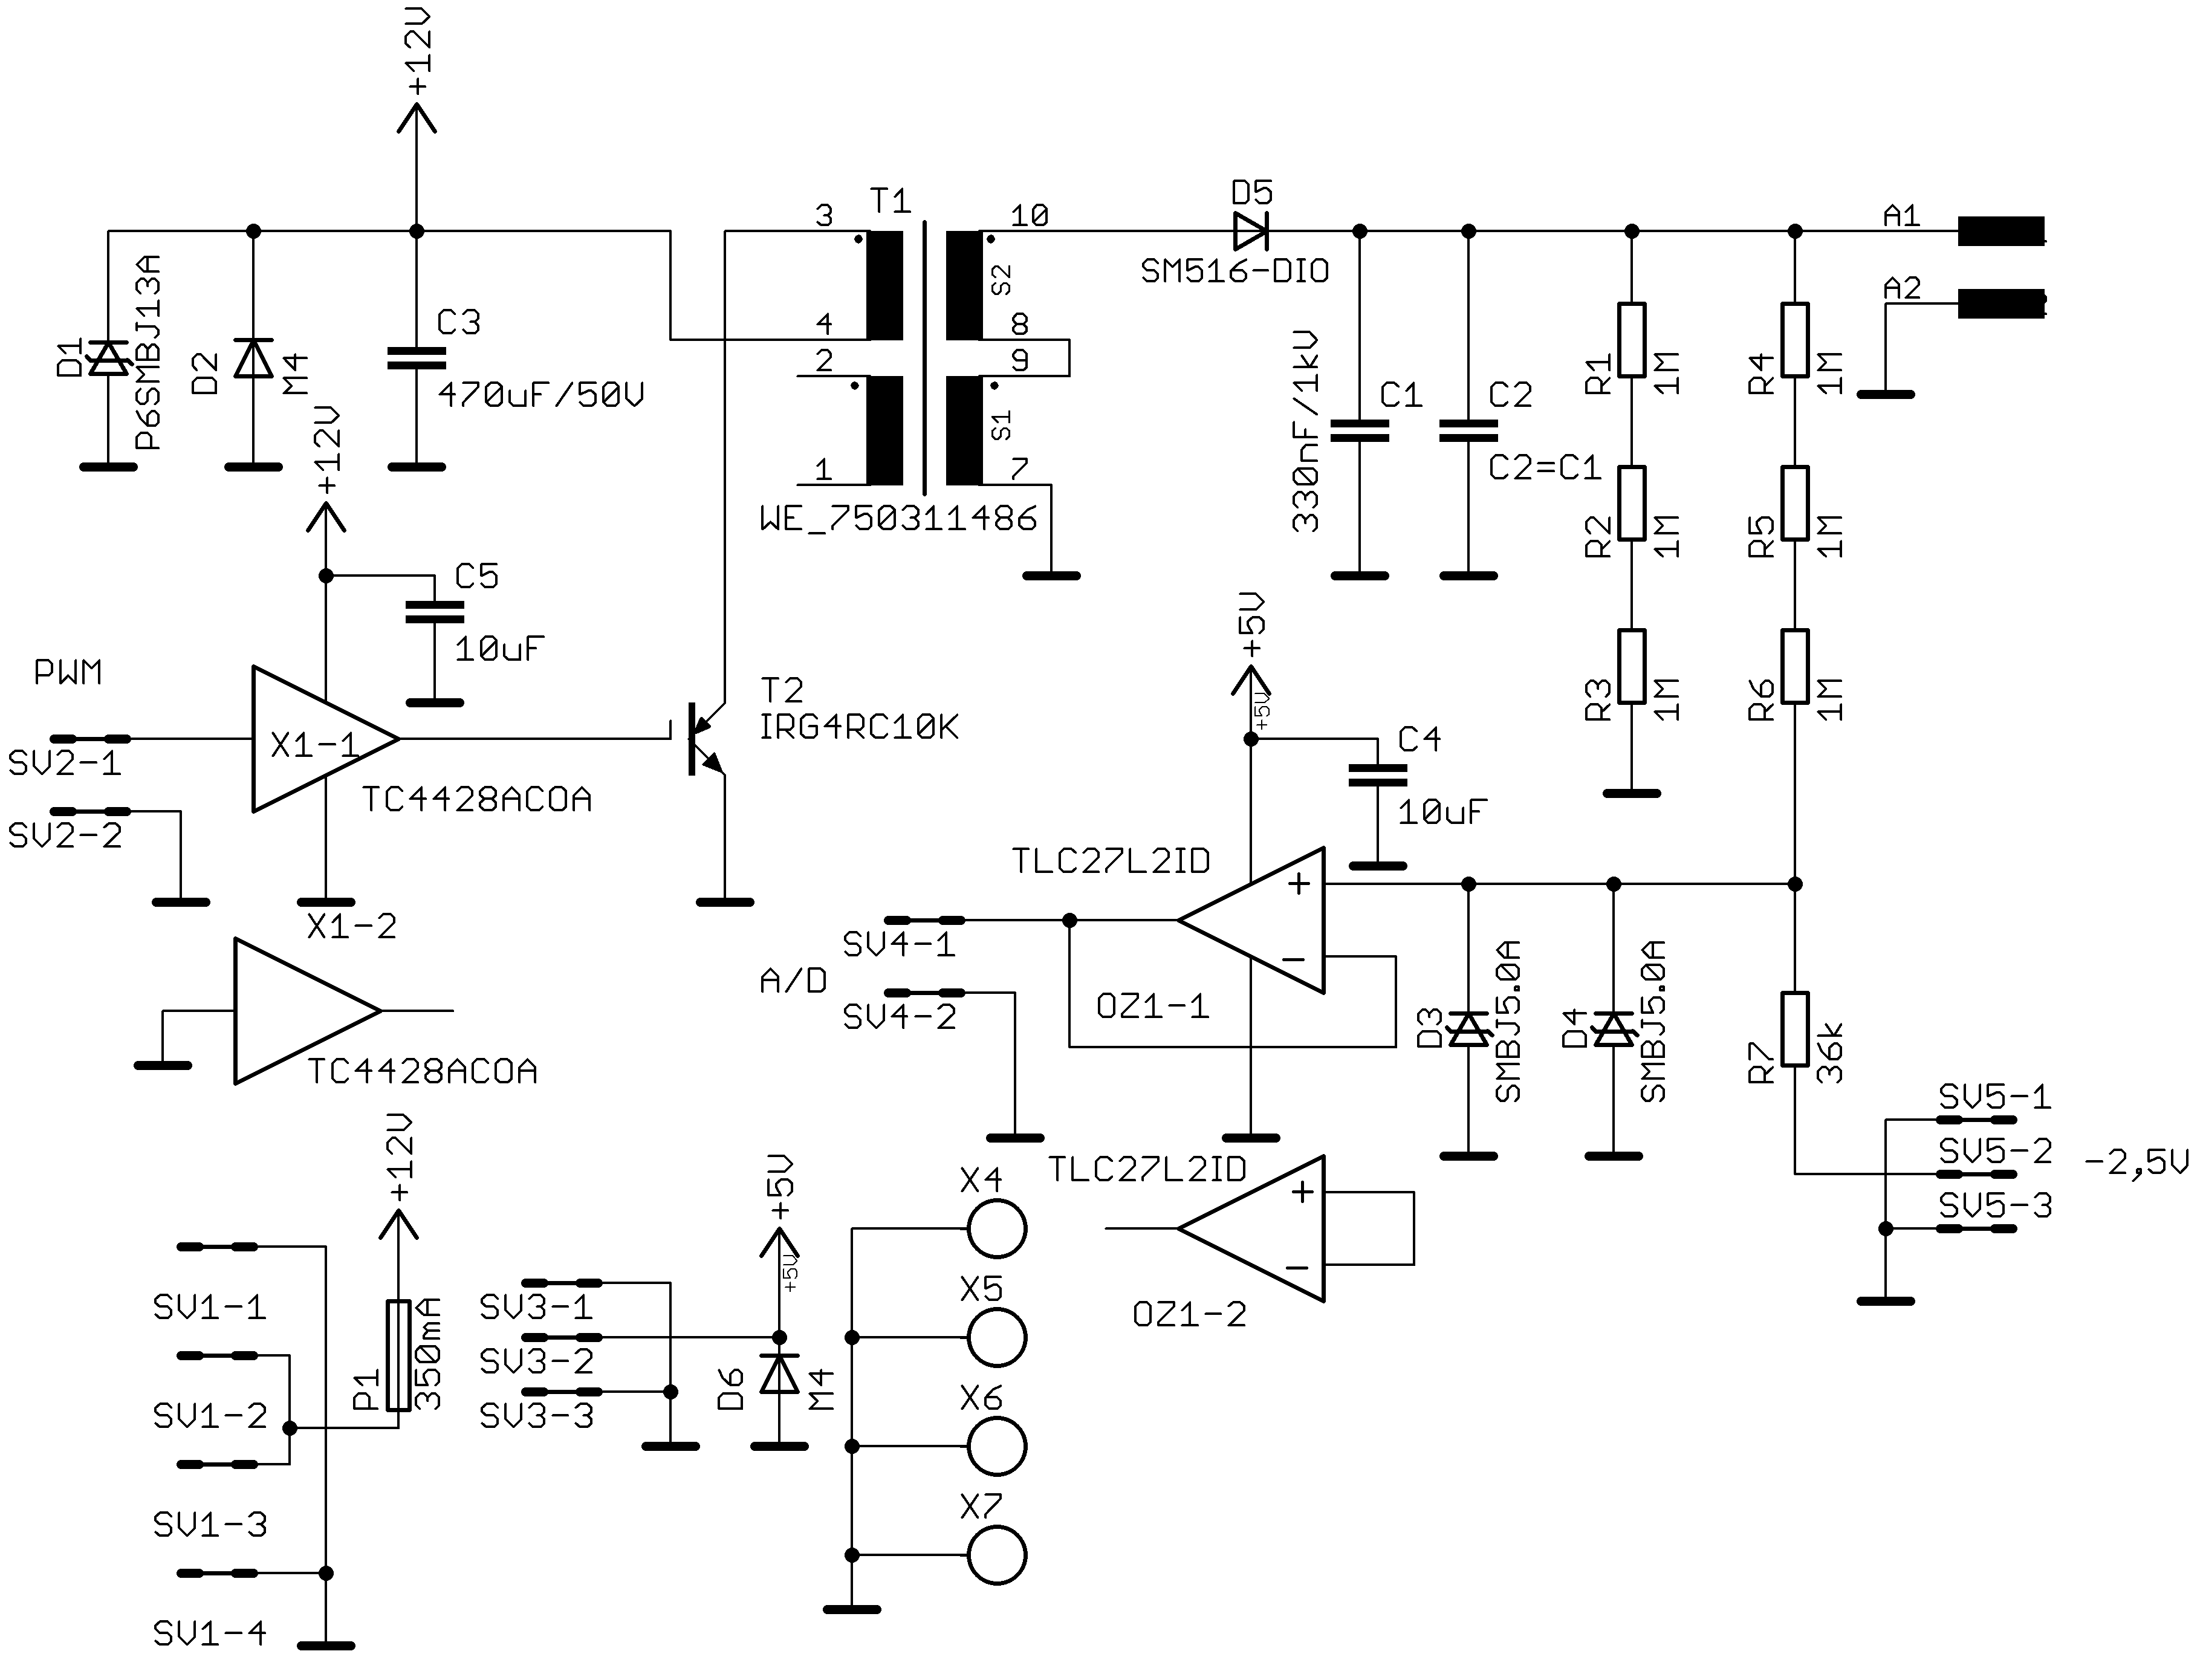 +12V
T1
3
10
D5
SM516-DIO
A1
A2
S2
4
8
2
9
S1
1
7
WE_750311486
D1
P6SMBJ13A
D2
M4
C3
470uF/50V
+12V
C5
10uF
330nF/1kV
C1
C2
C2=C1
R1
1M
R4
1M
R2
1M
R5
1M
R3
1M
R6
1M
PWM
SV2-1
SV2-2
X1-1
TC4428ACOA
T2
IRG4RC10K
+5V
+5V
C4
10uF
TLC27L2ID
+
-
OZ1-1
SV4-1
A/D
SV4-2
X1-2
TC4428ACOA
D3
SMBJ5.0A
D4
SMBJ5.0A
R7
36k
SV5-1
SV5-2
-2,5V
SV5-3
+12V
P1
350mA
SV1-1
SV1-2
SV1-3
SV1-4
+5V
+5V
SV3-1
SV3-2
SV3-3
D6
M4
X4
X5
X6
X7
TLC27L2ID
+
-
OZ1-2